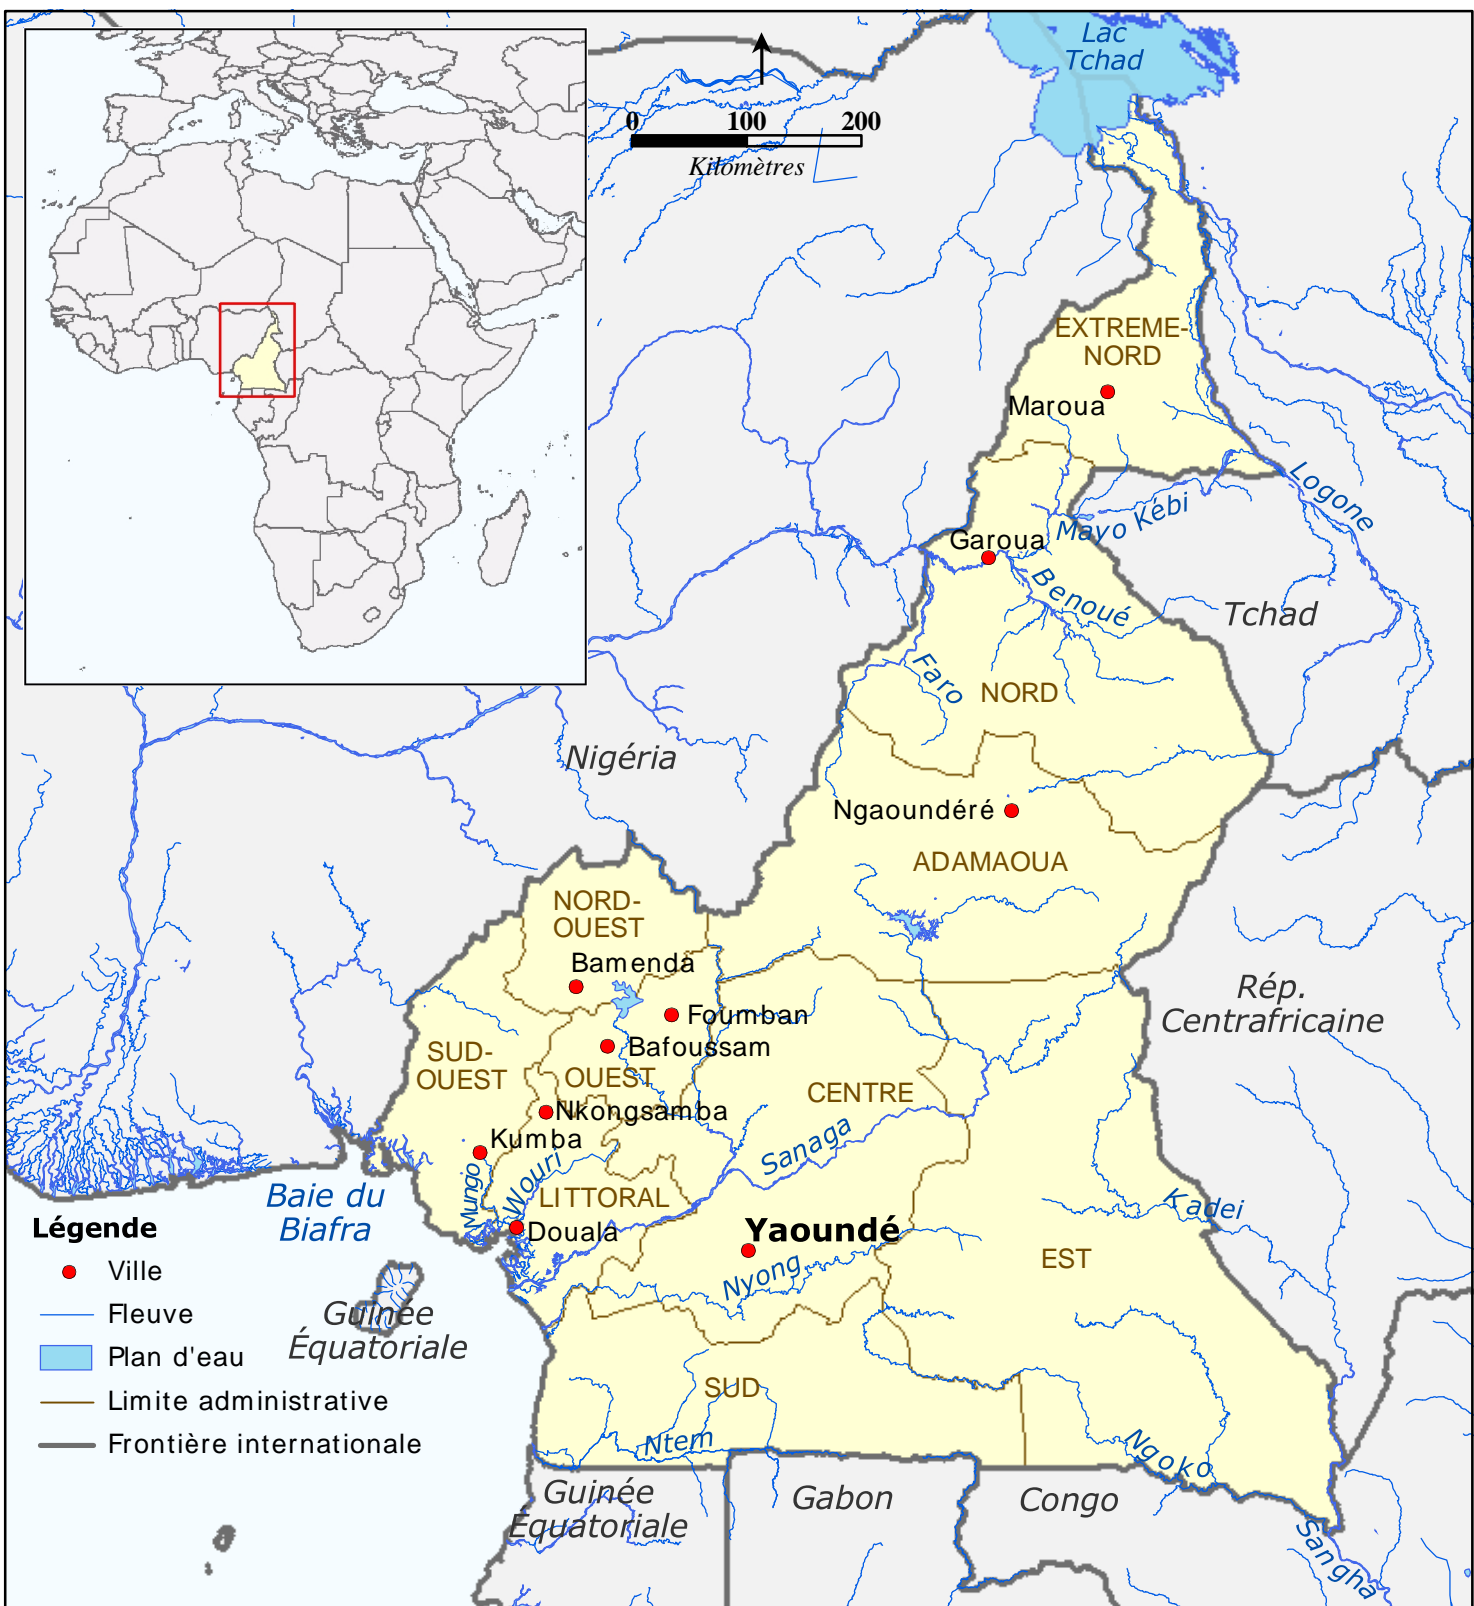 Lac
Tchad
0 100 200
Kilomètres
EXTREME-
NORD
Maroua
Logone
Mayo Kébi
Garoua
Benoué
Tchad
Faro
NORD
Nigéria
Ngaoundéré
ADAMAOUA
NORD-
OUEST
Bamenda
Rép.
Centrafricaine
Foumban
Bafoussam
SUD-
OUEST
OUEST
CENTRE
Nkongsamba
Kumba
Sanaga
Mungo
Wouri
Baie du
Biafra
LITTORAL
Kadei
Douala
Yaoundé
EST
Nyong
Légende
Ville
Fleuve
Plan d'eau
Limite administrative
Frontière internationale
Guinée
Équatoriale
SUD
Ntem
Ngoko
Guinée
Équatoriale
Gabon
Congo
Sangha